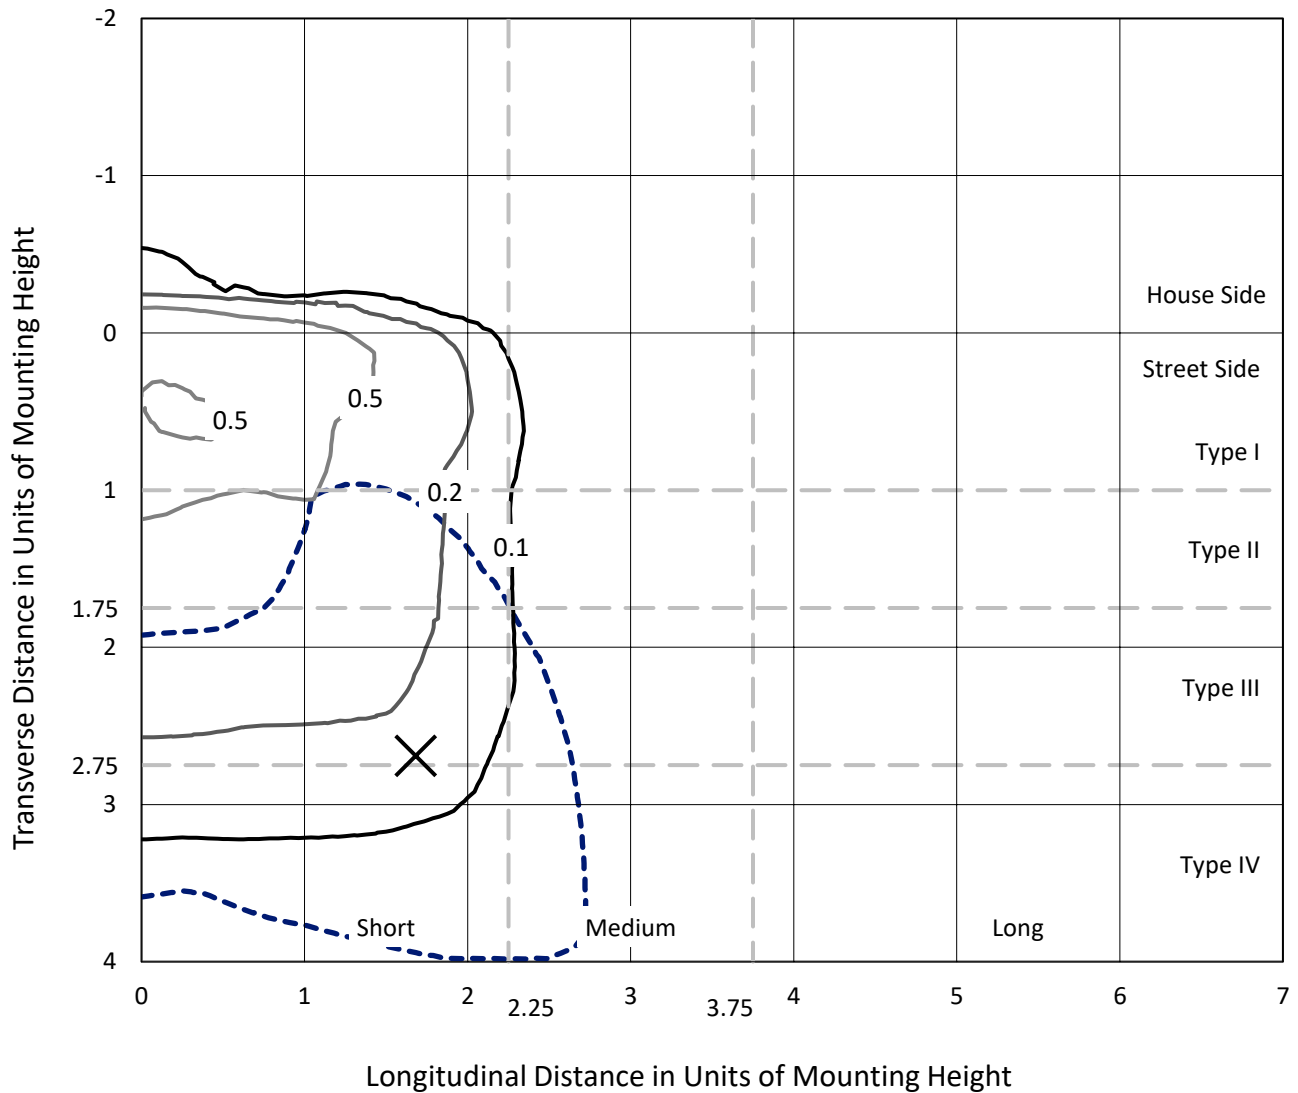 -2
-1
0
1
1.75
2
2.75
3
4
Transverse Distance in Units of Mounting Height
House Side
Street Side
0.5
0.5
Type I
0.2
0.1
Type II
Type III
Type IV
Short
Medium
Long
0
1
2
2.25
3
3.75
4
5
6
7
Longitudinal Distance in Units of Mounting Height